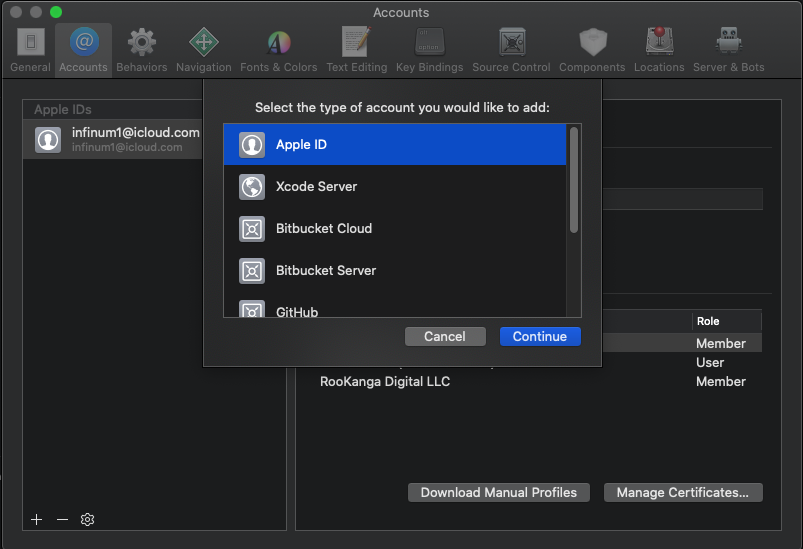 Accounts
General
Accounts
Behaviors
Navigation
Fonts & Colors
Text Editing
Key Bindings
Source Control
Components
Locations
Server & Bots
Apple IDs
infinum1@icloud.com
infinum1@icloud.com
Select the type of account you would like to add:
Apple ID
Xcode Server
Bitbucket Cloud
Bitbucket Server
GitHub
Cancel
Continue
Role
Member
User
RooKanga Digital LLC
Member
Download Manual Profiles
Manage Certificates...